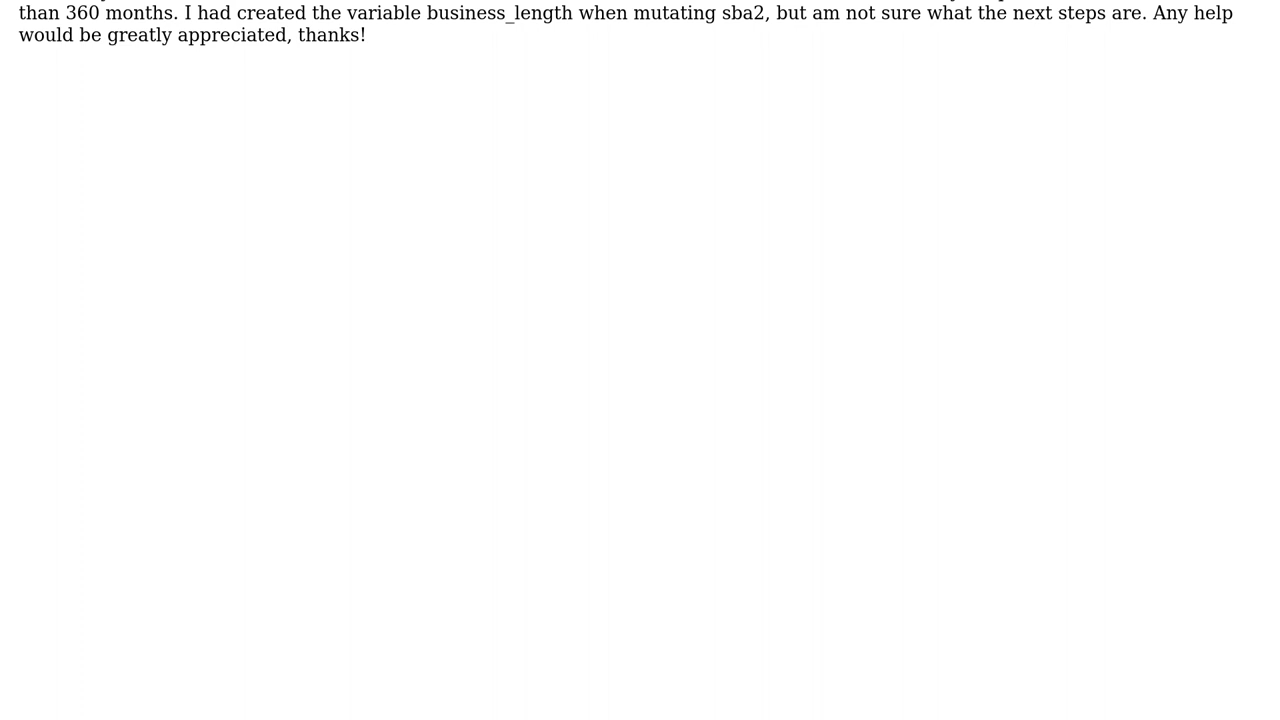 than 360 months. I had created the variable business_length when mutating sba2, but am not sure what the next steps are. Any help
would be greatly appreciated, thanks!